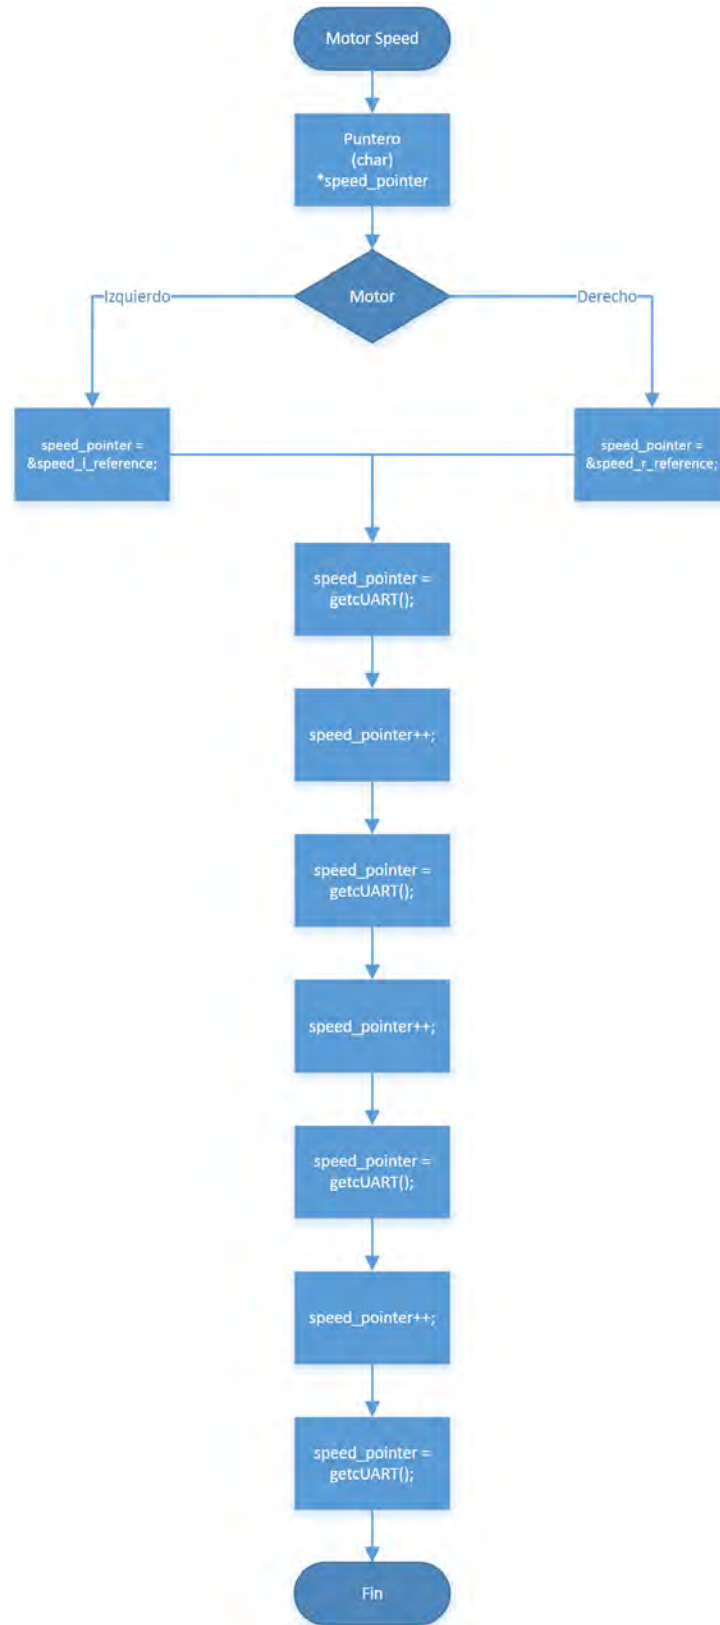 Motor Speed
Puntero
(char)
*speed_pointer
Izquierdo
Motor
Derecho
speed_pointer =
&speed_l_reference;
speed_pointer =
&speed_r_reference;
speed_pointer =
getcUART();
speed_pointer++;
speed_pointer =
getcUART();
speed_pointer++;
speed_pointer =
getcUART();
speed_pointer++;
speed_pointer =
getcUART();
Fin